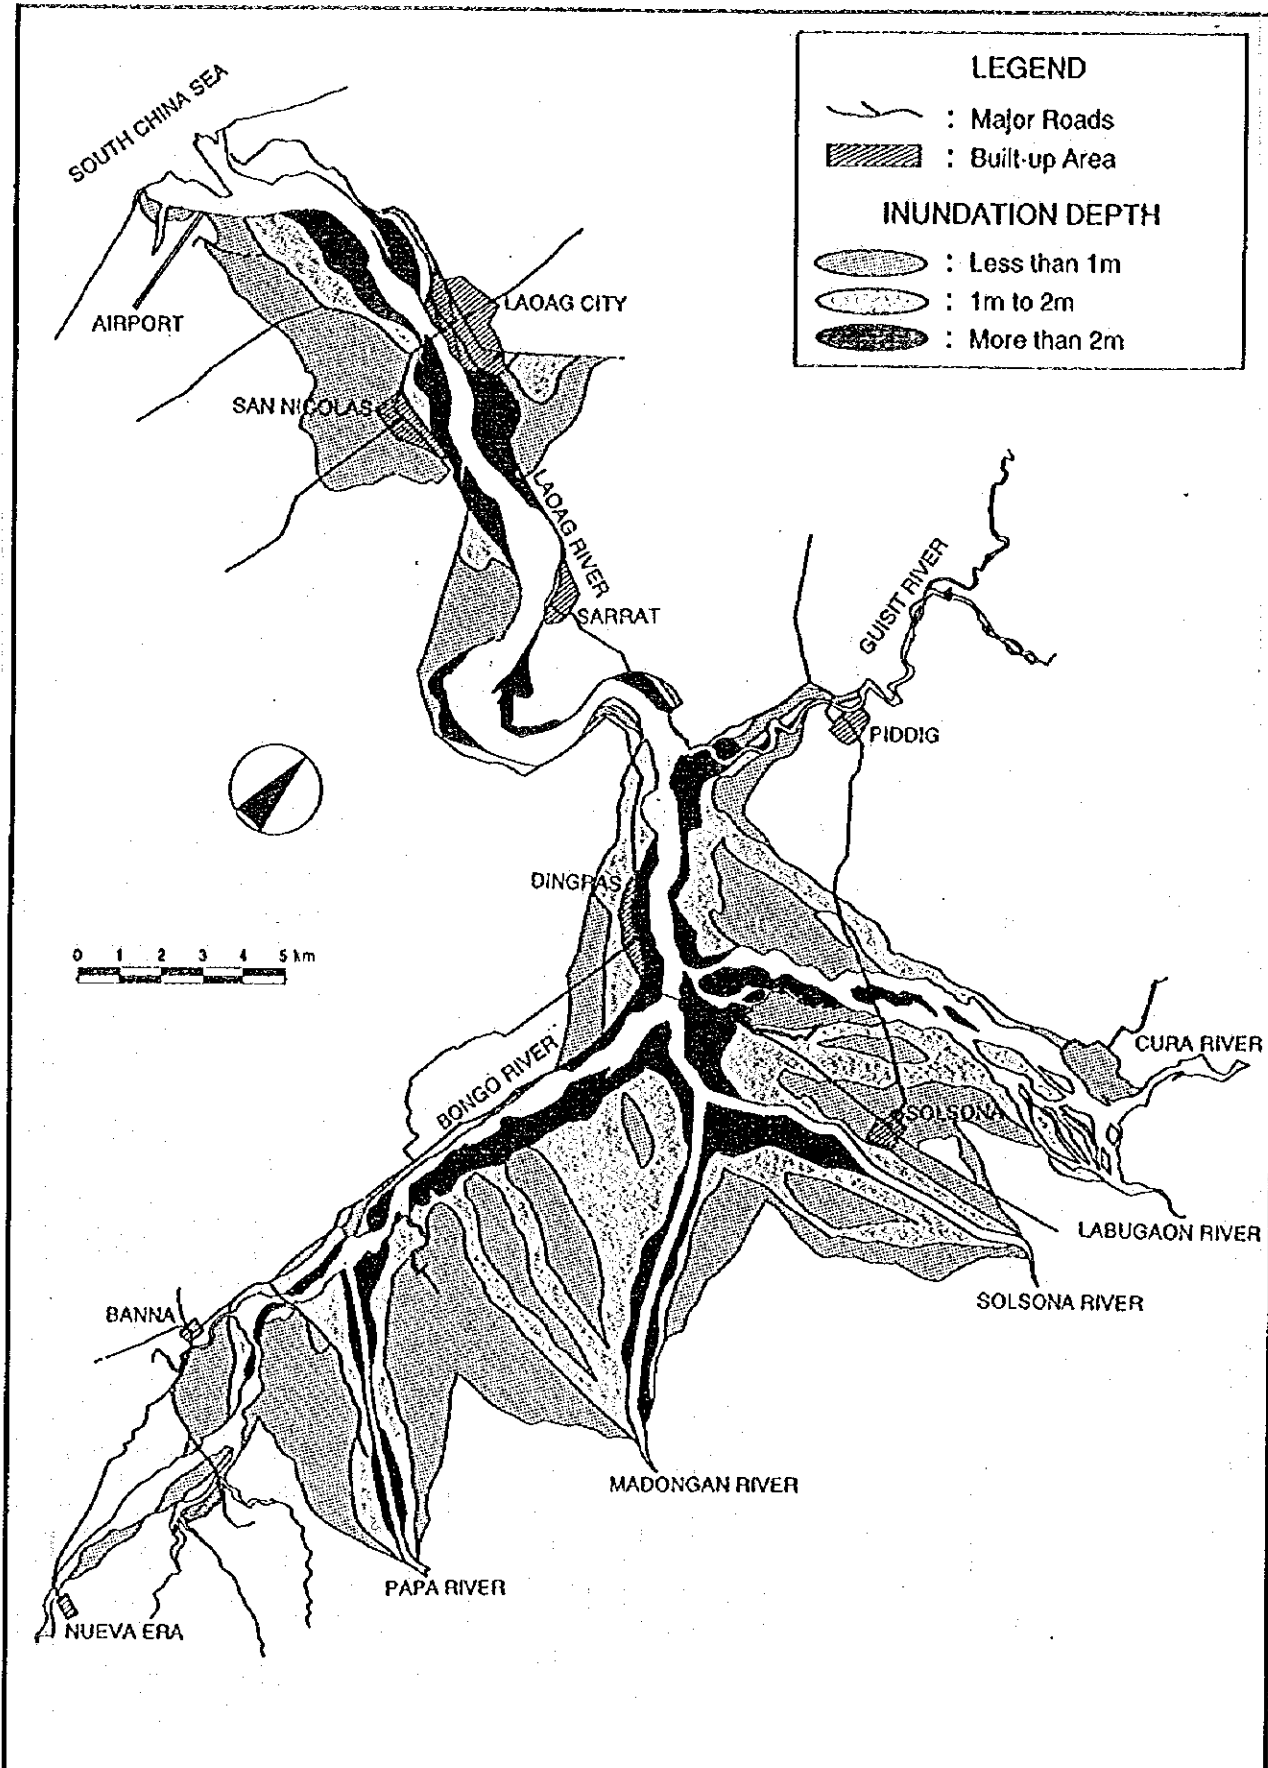 LEGEND
: Major Roads
: Built-up Area
INUNDATION DEPTH
: Less than 1m
: 1m to 2m
: More than 2m
SOUTH CHINA SEA
AIRPORT
LAOAG CITY
SAN NICOLAS
LAOAG RIVER
SARRAT
GUISIT RIVER
PIDDIG
DINGRAS
0 1 2 3 4 5 km
CURA RIVER
BONGO RIVER
SOLSONA
LABUGAON RIVER
SOLSONA RIVER
BANNA
MADONGAN RIVER
PAPA RIVER
NUEVA ERA